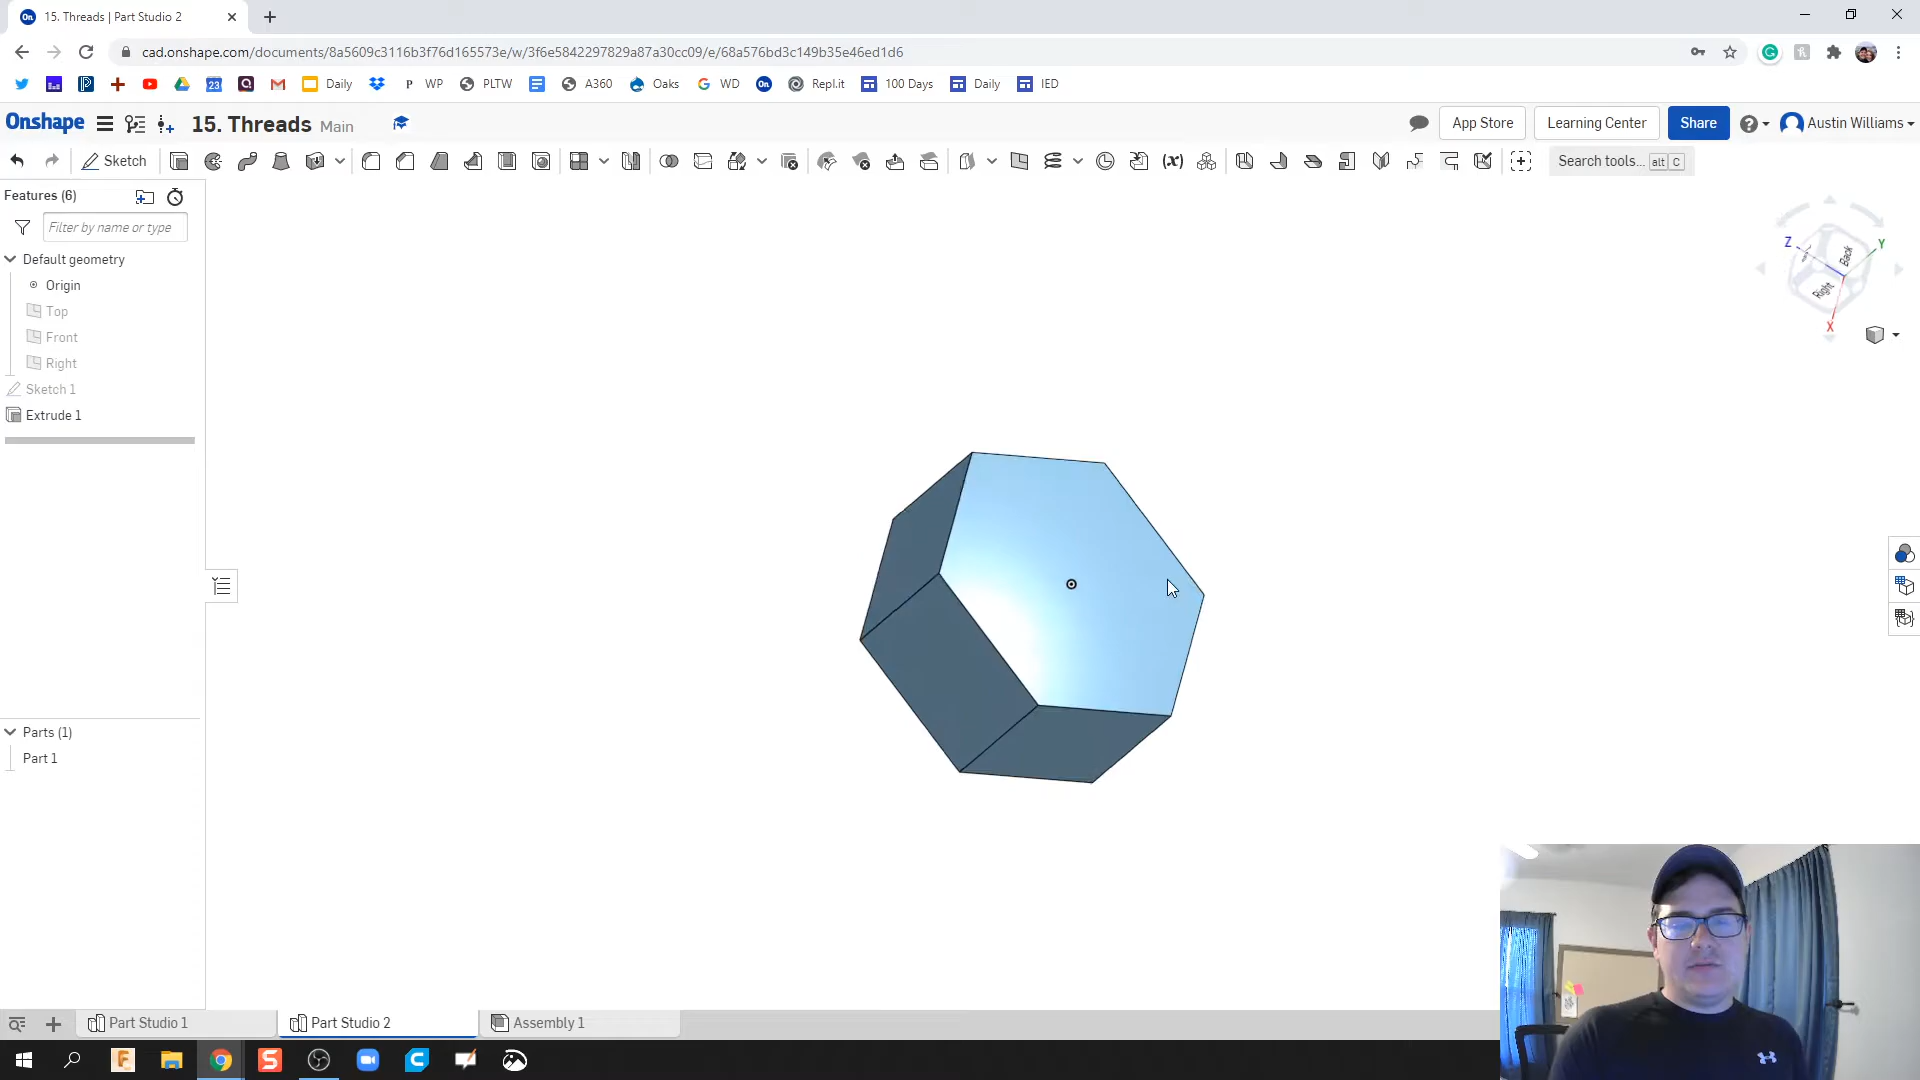 15. Threads | Part Studio 2
cad.onshape.com/documents/8a5609c3116b3f76d165573e/w/3f6e5842297829a87a30cc09/e/68a576bd3c149b35e46ed1d6
Daily
WP
PLTW
A360
Oaks
WD
Repl.it
100 Days
Daily
IED
Onshape
15. Threads Main
App Store
Learning Center
Share
Austin Williams
Sketch
Search tools... alt C
Features (6)
Filter by name or type
Default geometry
Origin
Top
Front
Right
Sketch 1
Extrude 1
Parts (1)
Part 1
Z
Y
Back
Right
X
Part Studio 1
Part Studio 2
Assembly 1